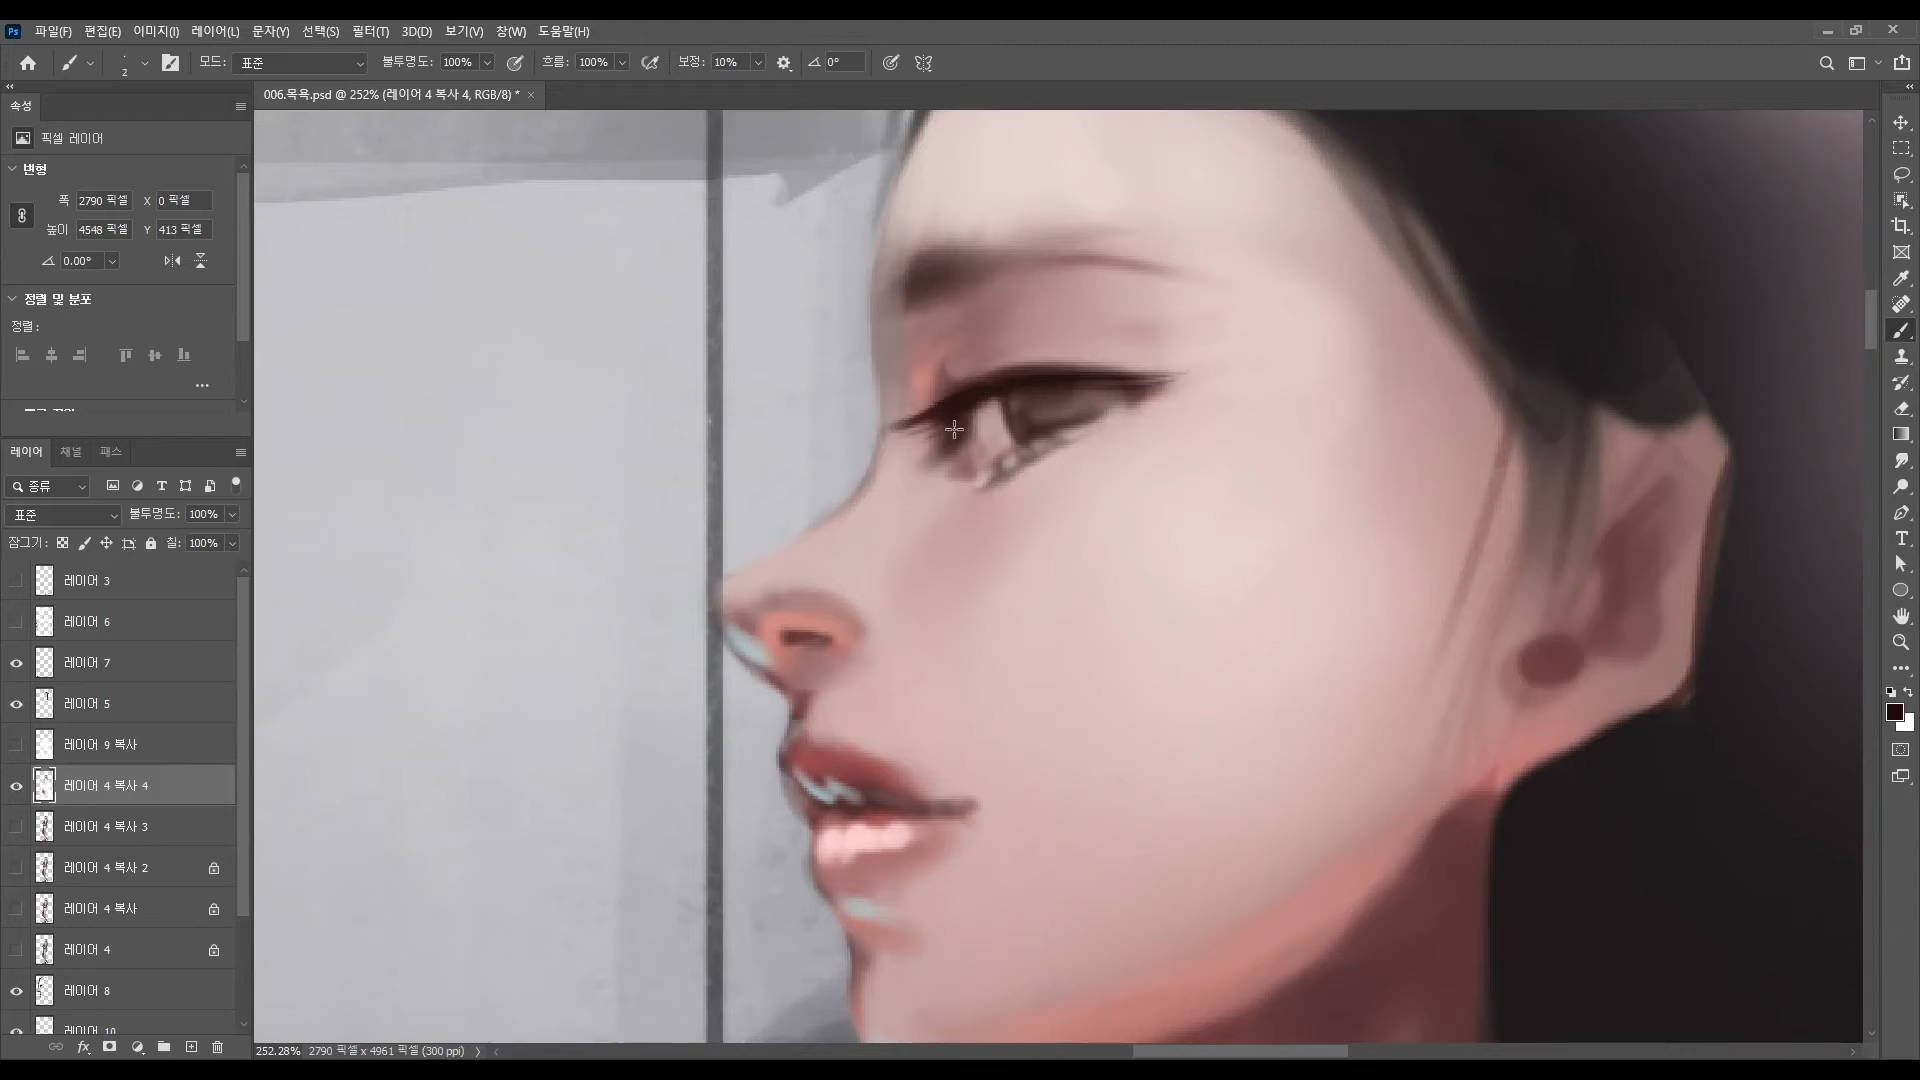 Ps 파일(F) 편집(E) 이미지(I) 레이어(L) 문자(Y) 선택(S) 필터(T) 3D(D) 보기(V) 창(W) 도움말(H)
2 모드: 표준 불투명도: 100% 흐름: 100% 보정: 10% 0°
006.목욕.psd @ 252% (레이어 4 복사 4, RGB/8) *
속성
픽셀 레이어
변형
폭 2790 픽셀 X 0 픽셀
높이 4548 픽셀 Y 413 픽셀
0.00°
정렬 및 분포
정렬:
레이어 채널 패스
종류
표준 불투명도: 100%
잠그기: 칠: 100%
레이어 3
레이어 6
레이어 7
레이어 5
레이어 9 복사
레이어 4 복사 4
레이어 4 복사 3
레이어 4 복사 2
레이어 4 복사
레이어 4
레이어 8
레이어 10
252.28% 2790 픽셀 x 4961 픽셀 (300 ppi)